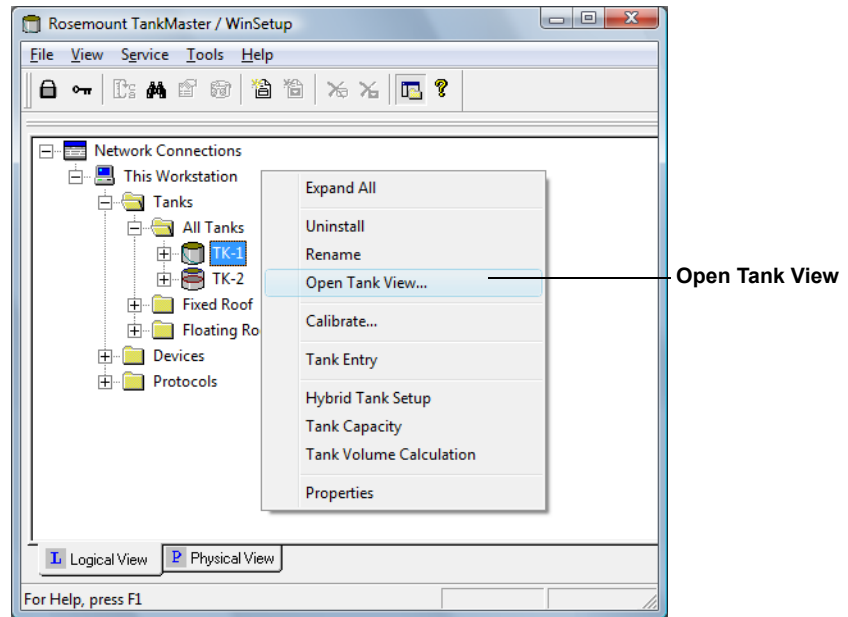 Rosemount TankMaster / WinSetup
File View Service Tools Help
Network Connections
This Workstation
Tanks
All Tanks
TK-1
TK-2
Fixed Roof
Floating Ro
Devices
Protocols
Expand All
Uninstall
Rename
Open Tank View...
Calibrate...
Tank Entry
Hybrid Tank Setup
Tank Capacity
Tank Volume Calculation
Properties
Open Tank View
L Logical View P Physical View
For Help, press F1